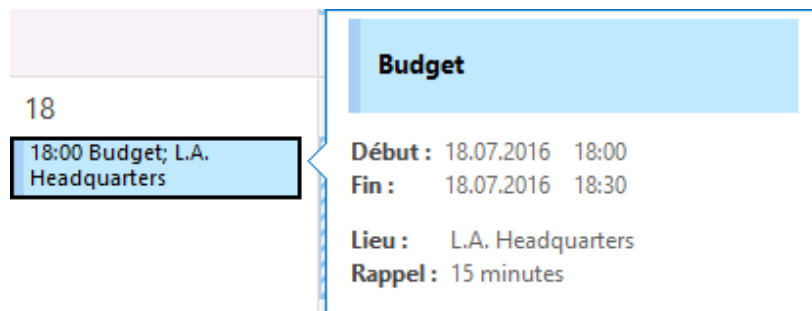 18
18:00 Budget; L.A.
Headquarters
Budget
Début : 18.07.2016 18:00
Fin : 18.07.2016 18:30
Lieu : L.A. Headquarters
Rappel : 15 minutes